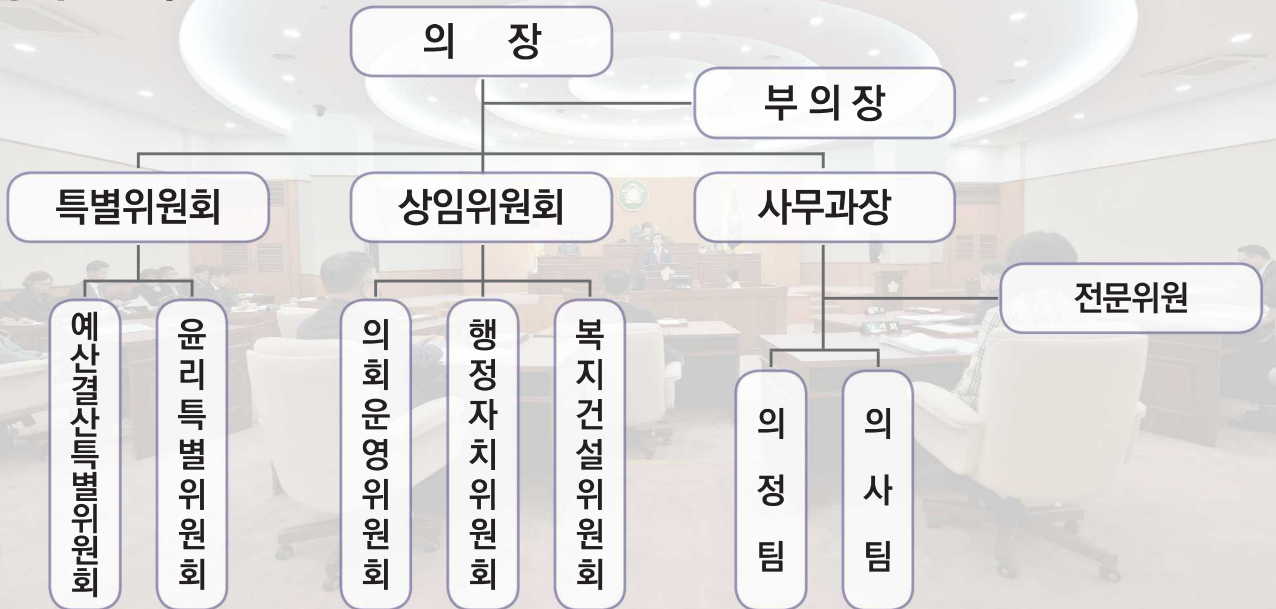 의 장
부 의 장
특별위원회
상임위원회
사무과장
전문위원
예산결산특별위원회
윤리특별위원회
의회운영위원회
행정자치위원회
복지건설위원회
의정팀
의사팀